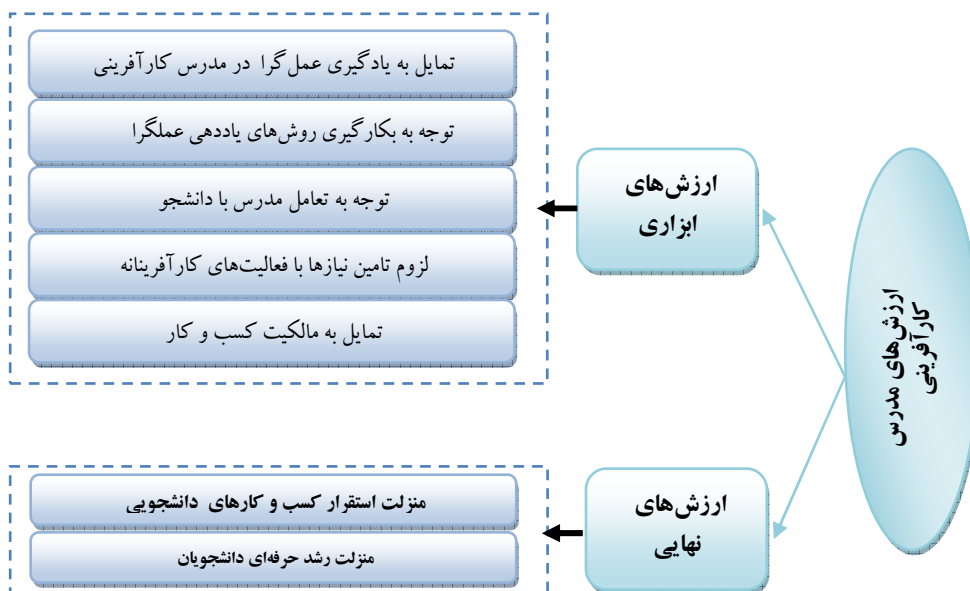 ارزش‌های مدرس
کارآفرینی
ارزش‌های
ابزاری
تمایل به یادگیری عمل‌گرا در مدرس کارآفرینی
توجه به بکارگیری روش‌های یاددهی عملگرا
توجه به تعامل مدرس با دانشجو
لزوم تامین نیازها با فعالیت‌های کارآفرینانه
تمایل به مالکیت کسب و کار
ارزش‌های
نهایی
منزلت استقرار کسب و کارهای دانشجویی
منزلت رشد حرفه‌ای دانشجویان